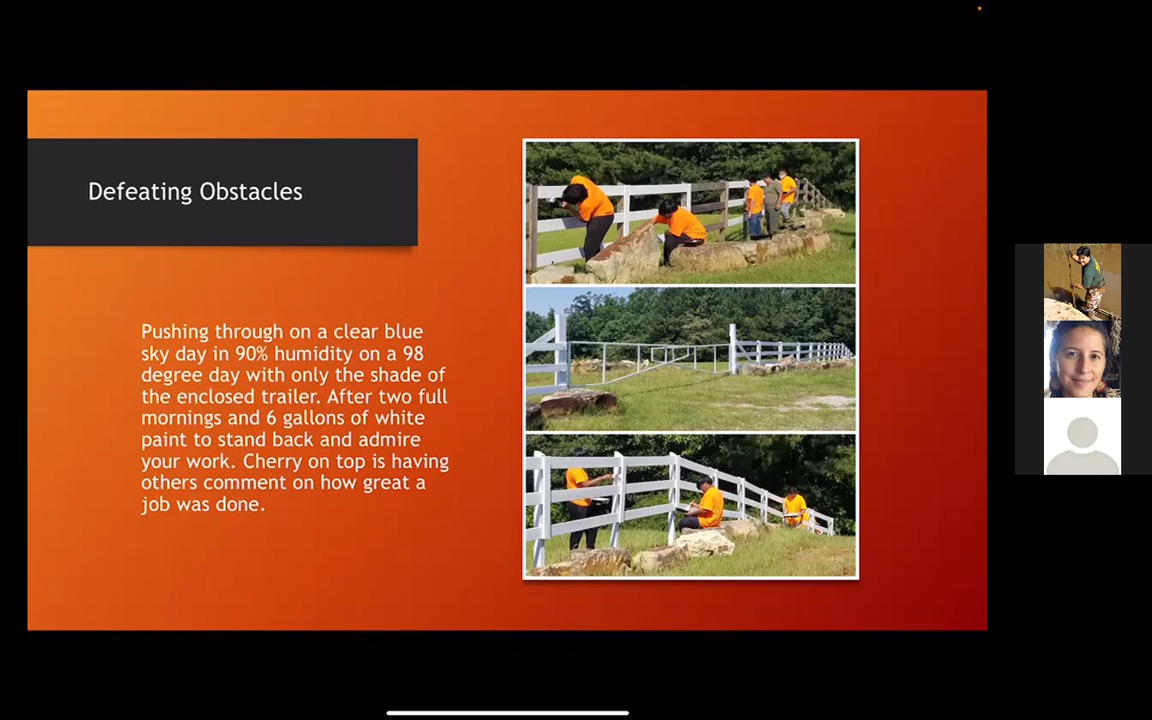 Defeating Obstacles
Pushing through on a clear blue
sky day in 90% humidity on a 98
degree day with only the shade of
the enclosed trailer. After two full
mornings and 6 gallons of white
paint to stand back and admire
your work. Cherry on top is having
others comment on how great a
job was done.